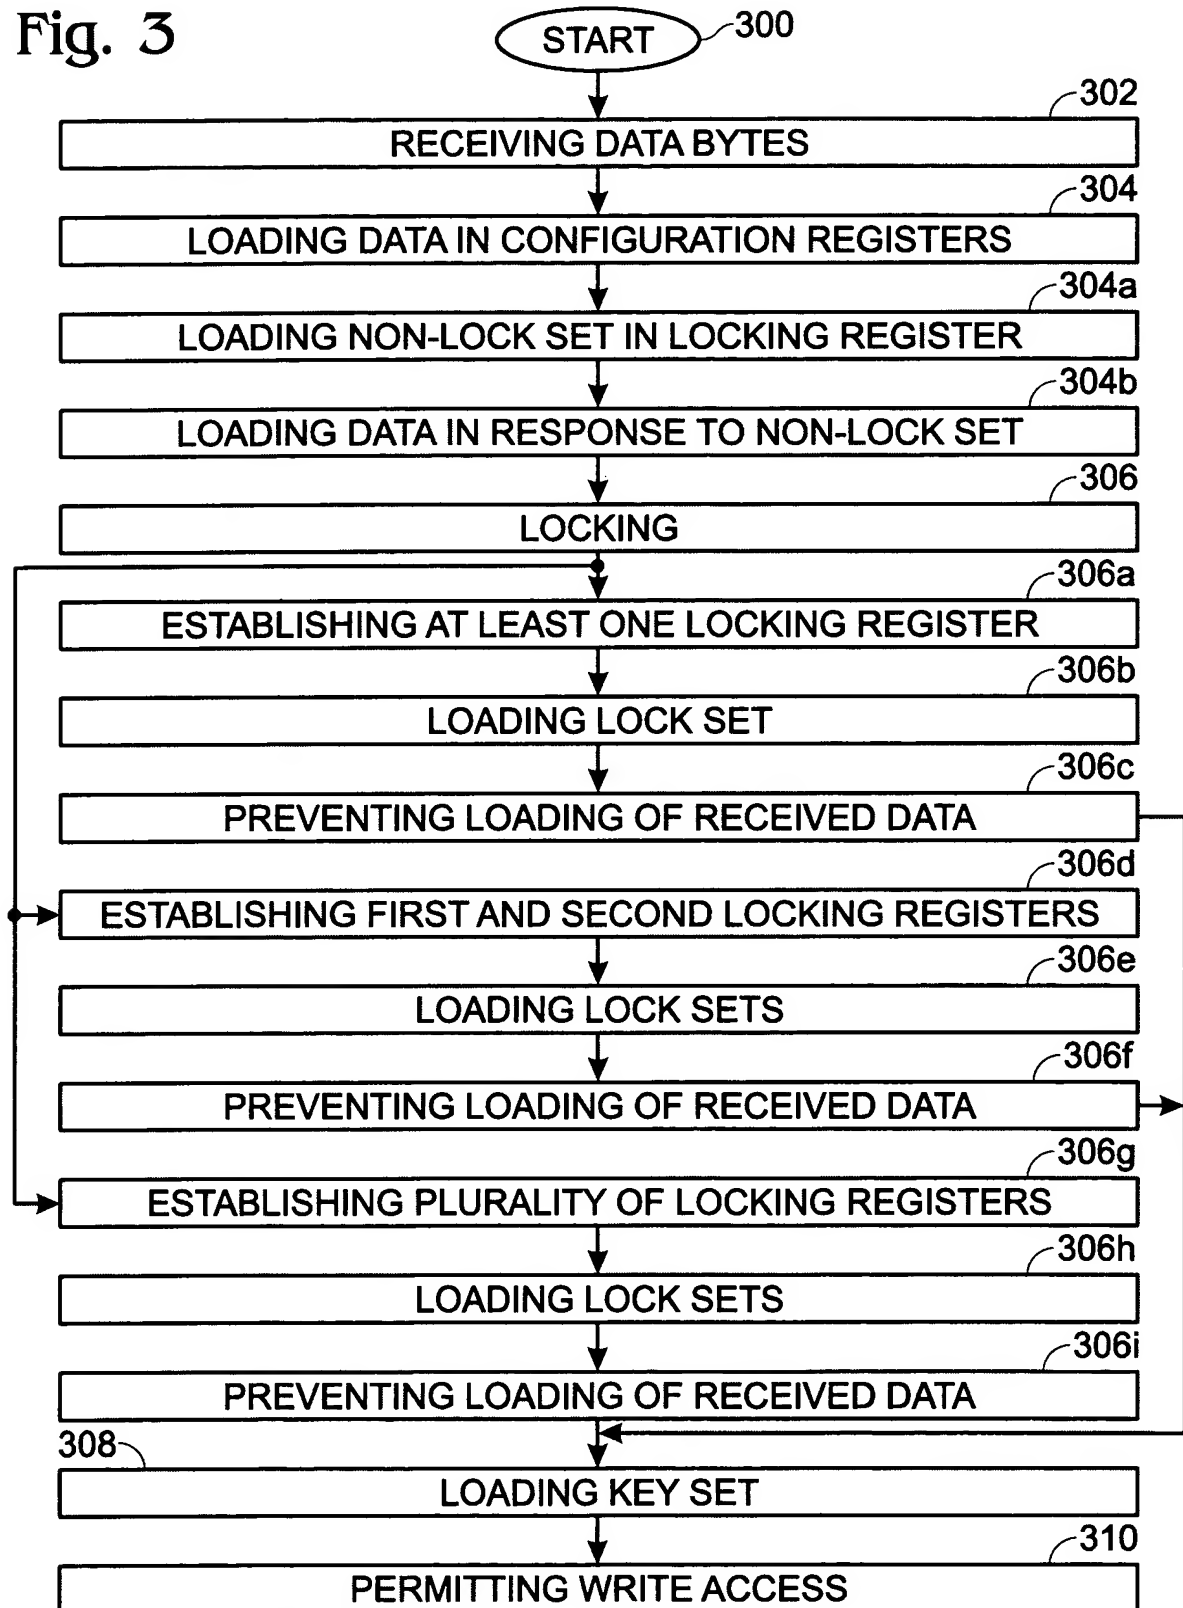 Fig. 3
START
300
302
RECEIVING DATA BYTES
304
LOADING DATA IN CONFIGURATION REGISTERS
304a
LOADING NON-LOCK SET IN LOCKING REGISTER
304b
LOADING DATA IN RESPONSE TO NON-LOCK SET
306
LOCKING
306a
ESTABLISHING AT LEAST ONE LOCKING REGISTER
306b
LOADING LOCK SET
306c
PREVENTING LOADING OF RECEIVED DATA
306d
ESTABLISHING FIRST AND SECOND LOCKING REGISTERS
306e
LOADING LOCK SETS
306f
PREVENTING LOADING OF RECEIVED DATA
306g
ESTABLISHING PLURALITY OF LOCKING REGISTERS
306h
LOADING LOCK SETS
306i
PREVENTING LOADING OF RECEIVED DATA
308
LOADING KEY SET
310
PERMITTING WRITE ACCESS